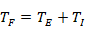 T_F = T_E + T_I